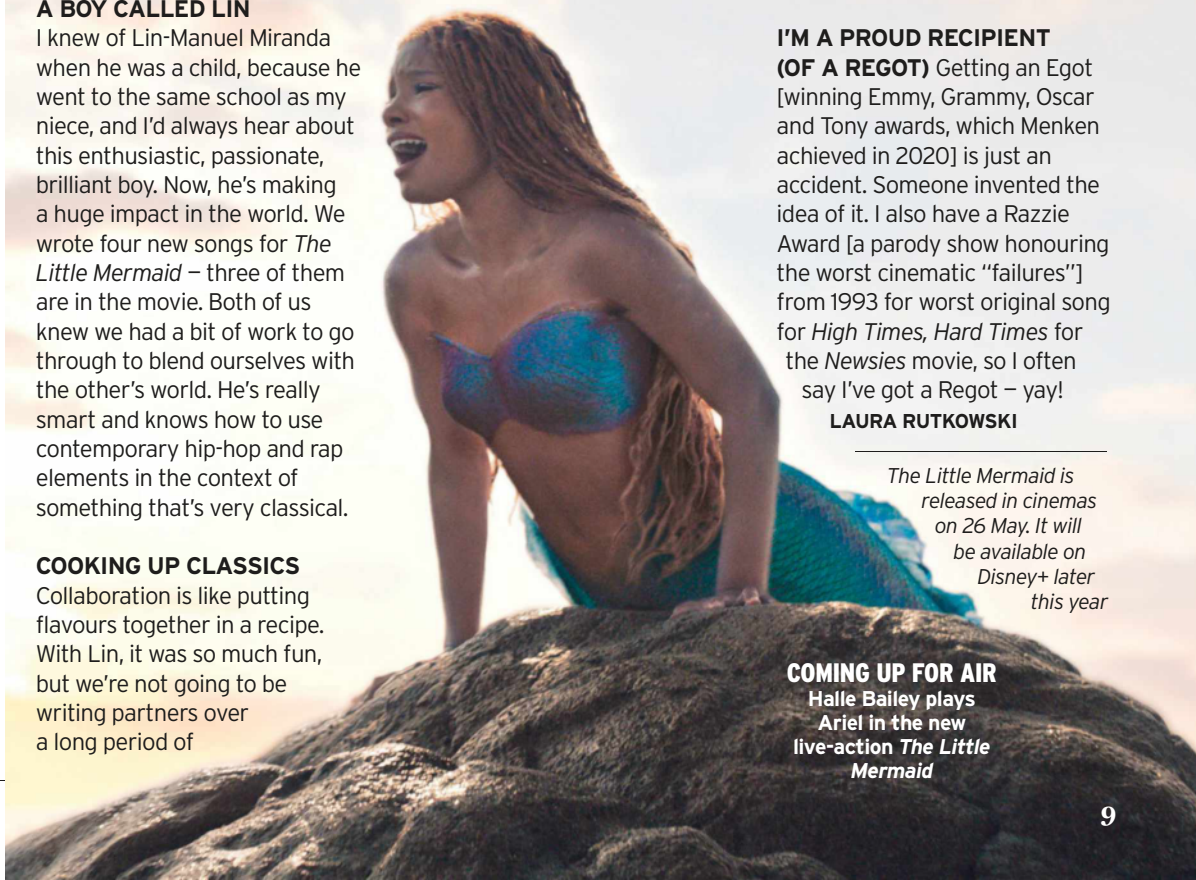 A BOY CALLED LIN
I knew of Lin-Manuel Miranda
when he was a child, because he
went to the same school as my
niece, and I'd always hear about
this enthusiastic, passionate,
brilliant boy. Now, he's making
a huge impact in the world. We
wrote four new songs for The
Little Mermaid – three of them
are in the movie. Both of us
knew we had a bit of work to go
through to blend ourselves with
the other's world. He's really
smart and knows how to use
contemporary hip-hop and rap
elements in the context of
something that's very classical.
COOKING UP CLASSICS
Collaboration is like putting
flavours together in a recipe.
With Lin, it was so much fun,
but we're not going to be
writing partners over
a long period of
I'M A PROUD RECIPIENT
(OF A REGOT) Getting an Egot
[winning Emmy, Grammy, Oscar
and Tony awards, which Menken
achieved in 2020] is just an
accident. Someone invented the
idea of it. I also have a Razzie
Award [a parody show honouring
the worst cinematic “failures”]
from 1993 for worst original song
for High Times, Hard Times for
the Newsies movie, so I often
say I've got a Regot – yay!
LAURA RUTKOWSKI
The Little Mermaid is
released in cinemas
on 26 May. It will
be available on
Disney+ later
this year
COMING UP FOR AIR
Halle Bailey plays
Ariel in the new
live-action The Little
Mermaid
9